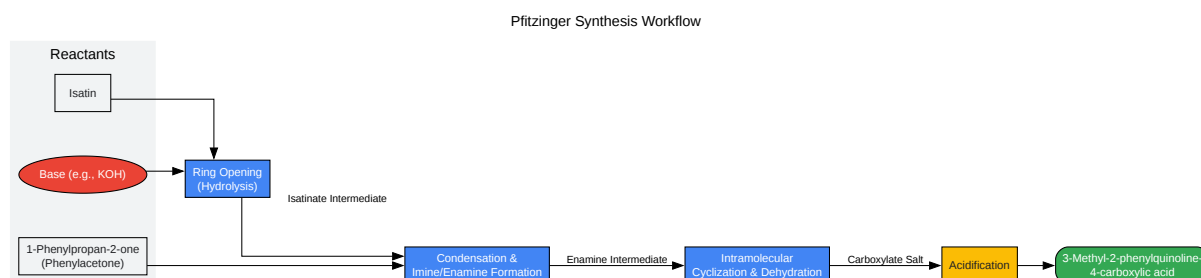 Pfitzinger Synthesis Workflow
Reactants
Isatin
Base (e.g., KOH)
Ring Opening
(Hydrolysis)
Isatinate Intermediate
1-Phenylpropan-2-one
(Phenylacetone)
Condensation &
Imine/Enamine Formation
Enamine Intermediate
Intramolecular
Cyclization & Dehydration
Carboxylate Salt
Acidification
3-Methyl-2-phenylquinoline-
4-carboxylic acid